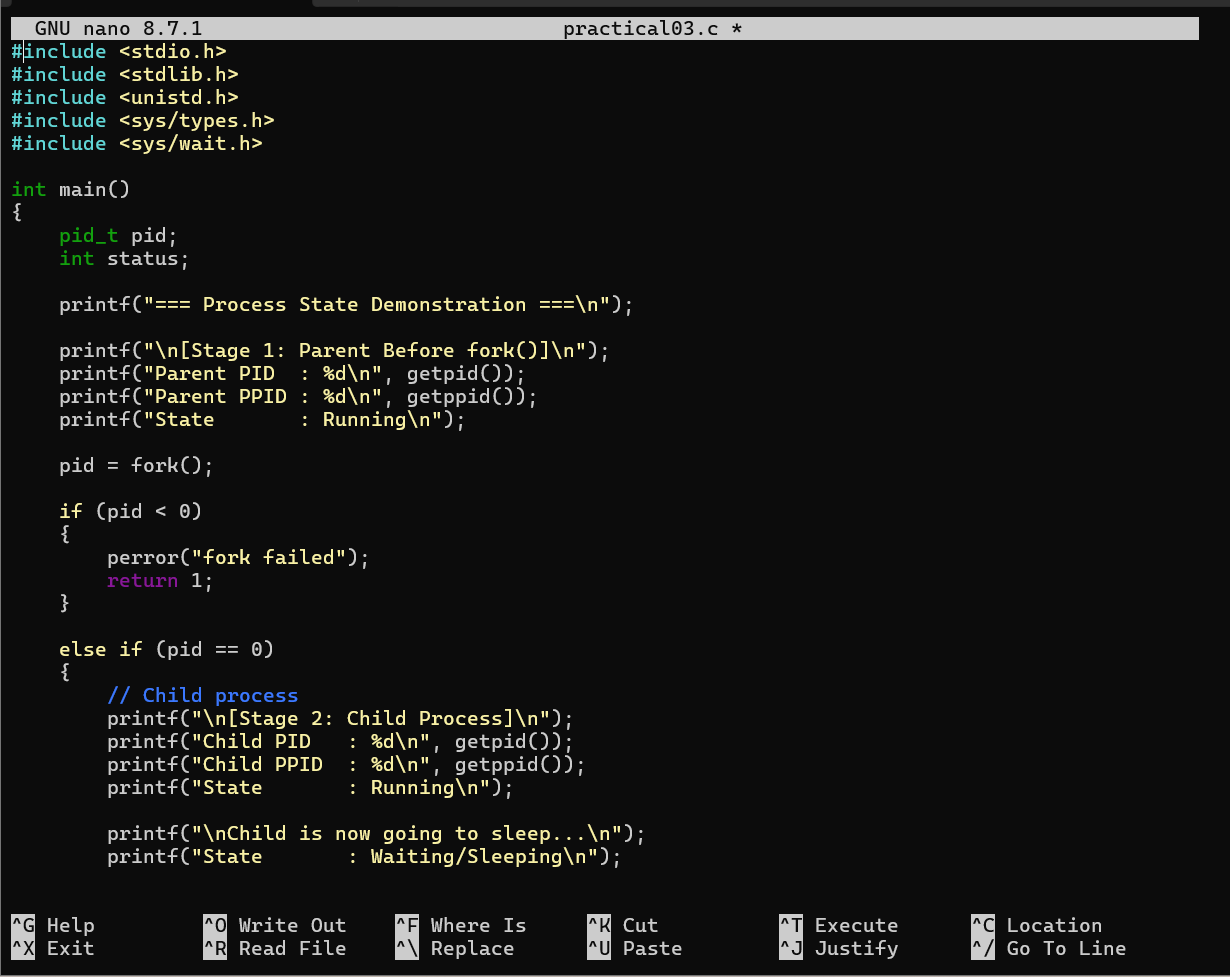 GNU nano 8.7.1 practical03.c *
#include <stdio.h>
#include <stdlib.h>
#include <unistd.h>
#include <sys/types.h>
#include <sys/wait.h>

int main()
{
    pid_t pid;
    int status;

    printf("=== Process State Demonstration ===\n");

    printf("\n[Stage 1: Parent Before fork()]\n");
    printf("Parent PID  : %d\n", getpid());
    printf("Parent PPID : %d\n", getppid());
    printf("State       : Running\n");

    pid = fork();

    if (pid < 0)
    {
        perror("fork failed");
        return 1;
    }

    else if (pid == 0)
    {
        // Child process
        printf("\n[Stage 2: Child Process]\n");
        printf("Child PID   : %d\n", getpid());
        printf("Child PPID  : %d\n", getppid());
        printf("State       : Running\n");

        printf("\nChild is now going to sleep...\n");
        printf("State       : Waiting/Sleeping\n");

^G Help ^O Write Out ^F Where Is ^K Cut ^T Execute ^C Location
^X Exit ^R Read File ^\ Replace ^U Paste ^J Justify ^/ Go To Line